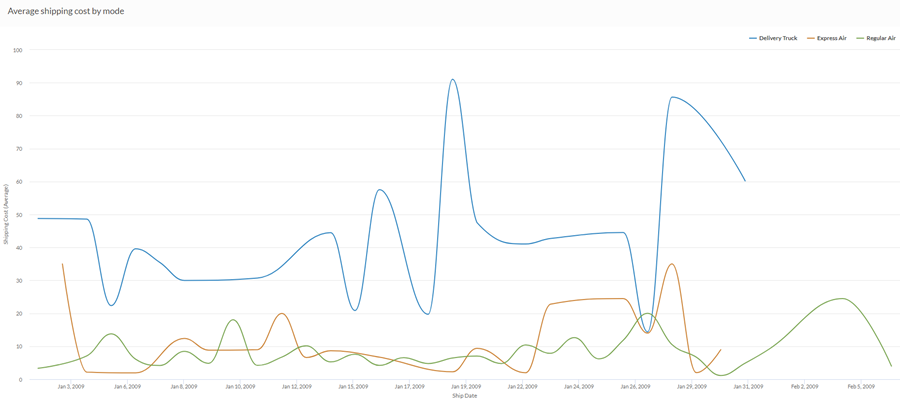 Average shipping cost by mode
Delivery Truck
Express Air
Regular Air
100
90
80
70
60
50
40
30
20
10
0
Shipping Cost (Average)
Jan 3, 2009
Jan 6, 2009
Jan 8, 2009
Jan 10, 2009
Jan 12, 2009
Jan 15, 2009
Jan 17, 2009
Jan 19, 2009
Jan 22, 2009
Jan 24, 2009
Jan 26, 2009
Jan 29, 2009
Jan 31, 2009
Feb 2, 2009
Feb 5, 2009
Ship Date